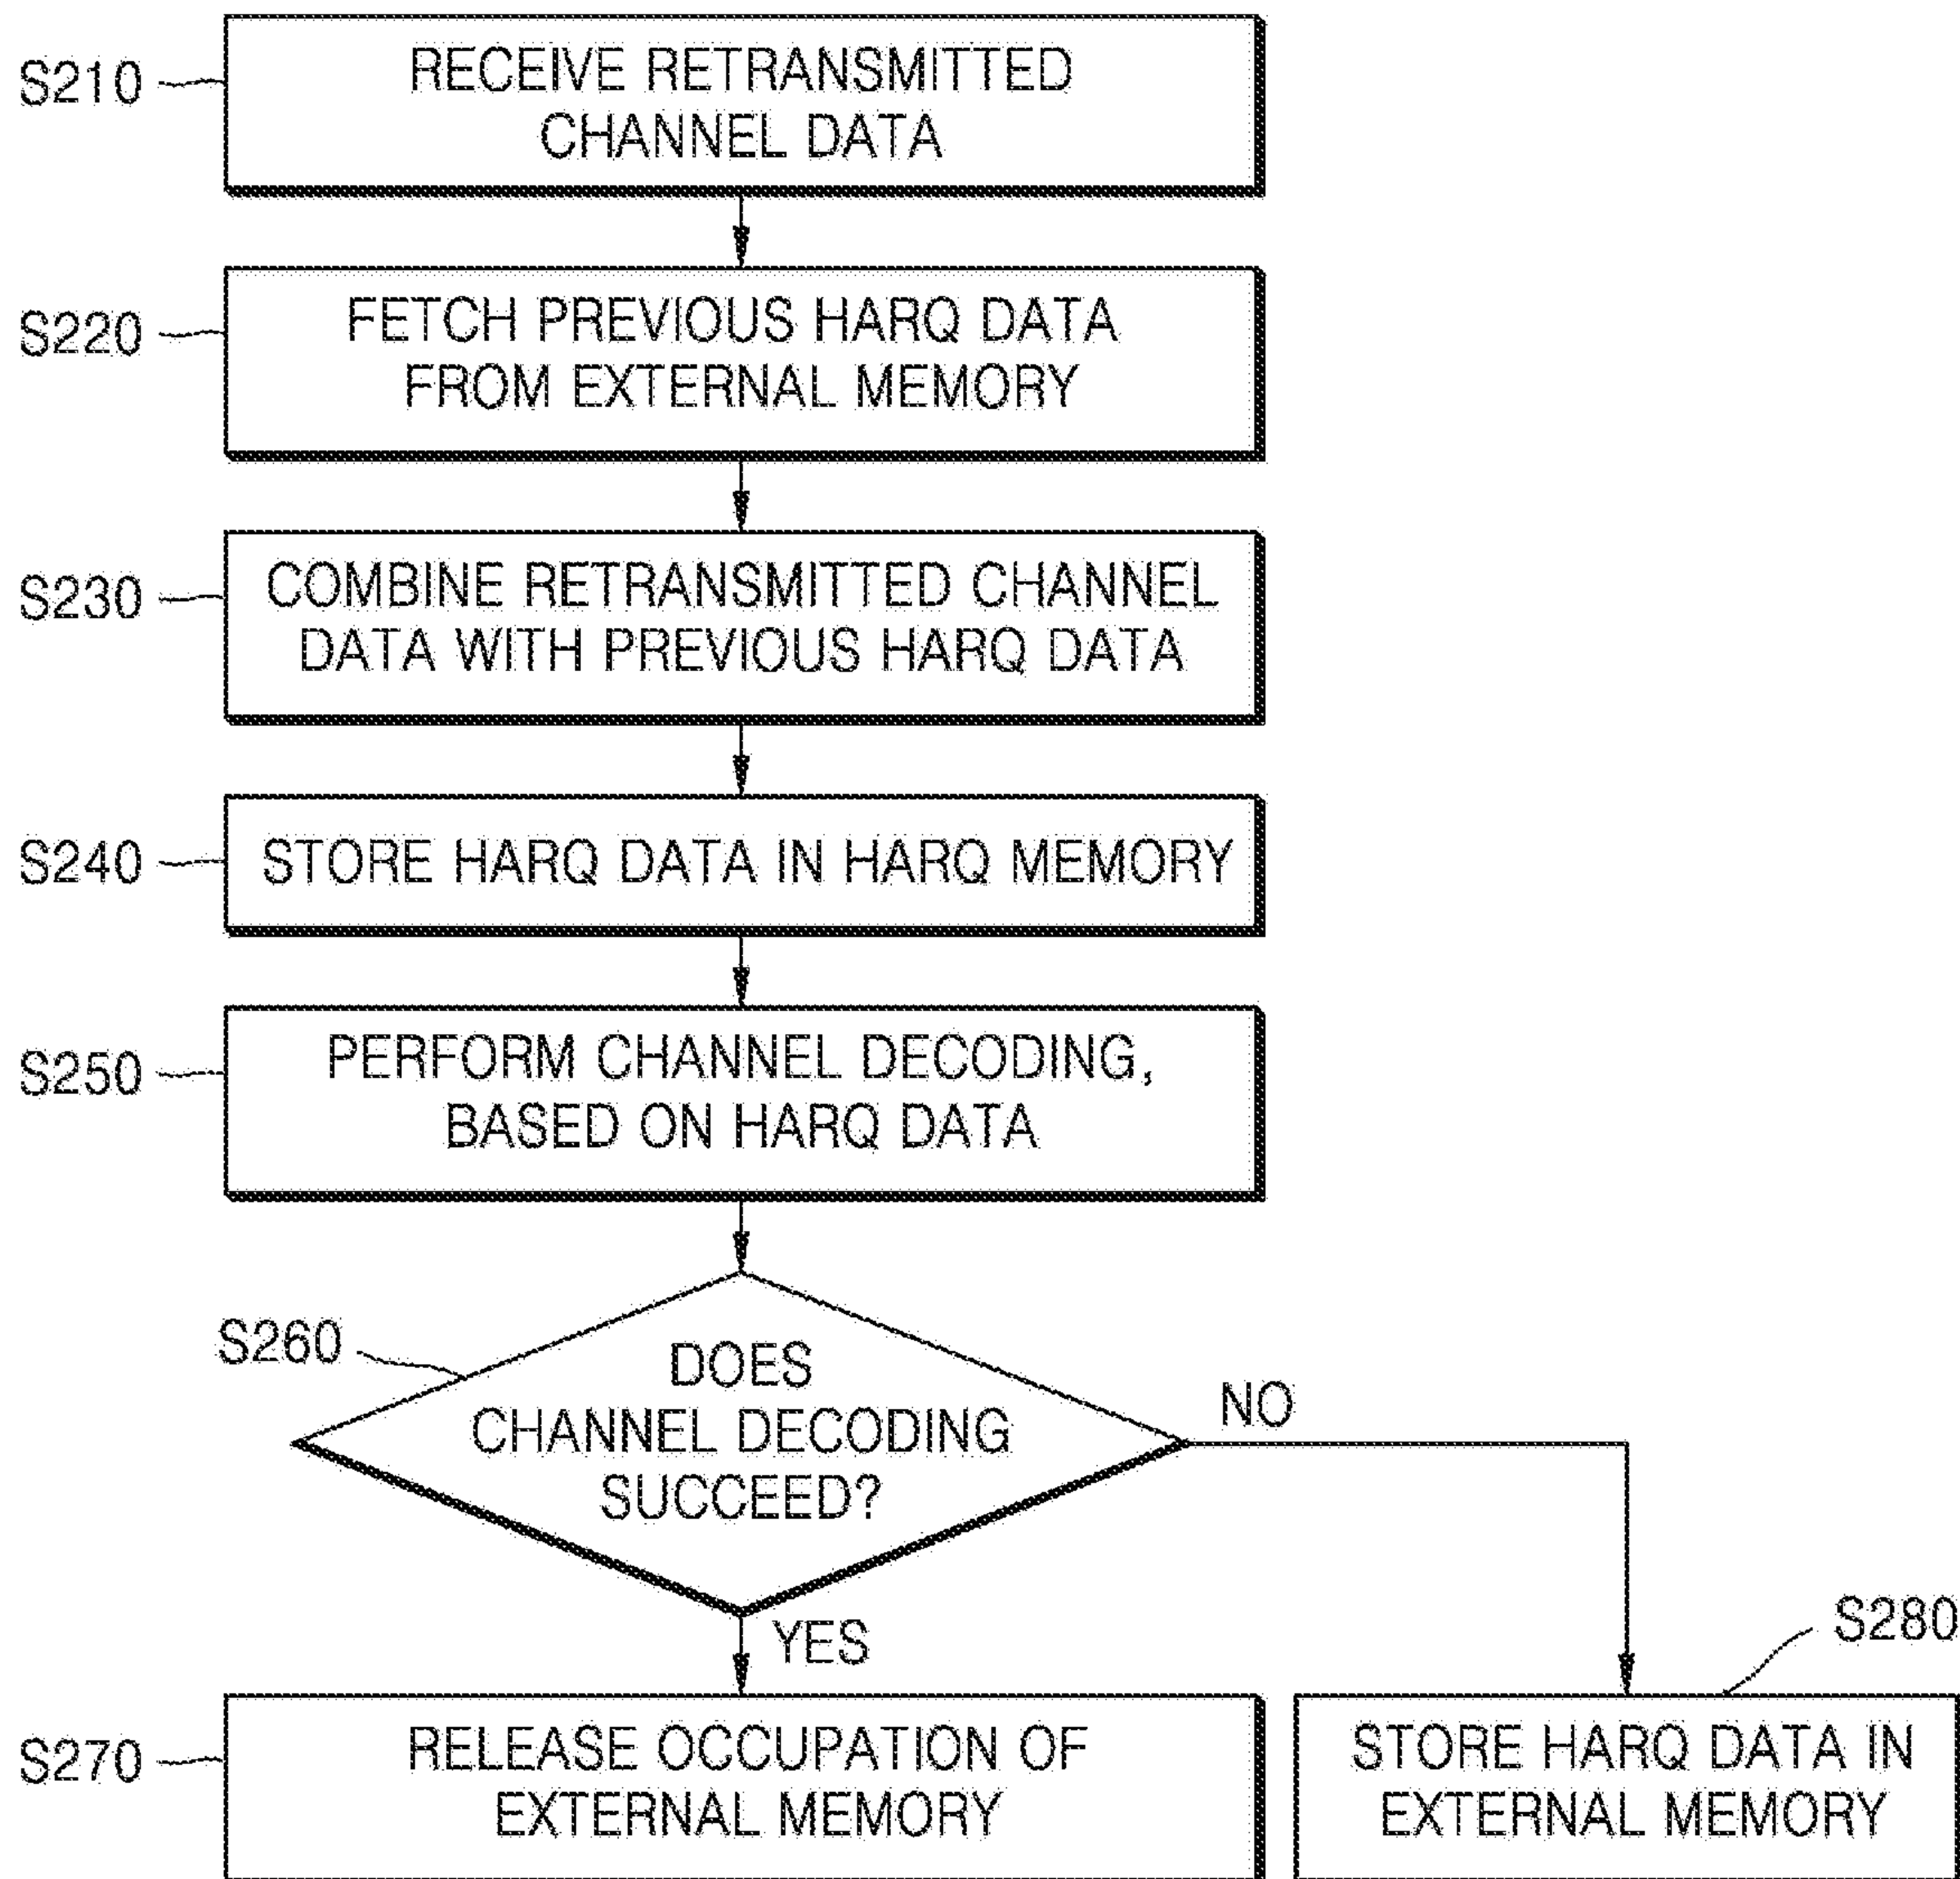 S210
RECEIVE RETRANSMITTED
CHANNEL DATA
S220
FETCH PREVIOUS HARQ DATA
FROM EXTERNAL MEMORY
S230
COMBINE RETRANSMITTED CHANNEL
DATA WITH PREVIOUS HARQ DATA
S240
STORE HARQ DATA IN HARQ MEMORY
S250
PERFORM CHANNEL DECODING,
BASED ON HARQ DATA
S260
DOES
CHANNEL DECODING
SUCCEED?
NO
YES
S270
RELEASE OCCUPATION OF
EXTERNAL MEMORY
S280
STORE HARQ DATA IN
EXTERNAL MEMORY